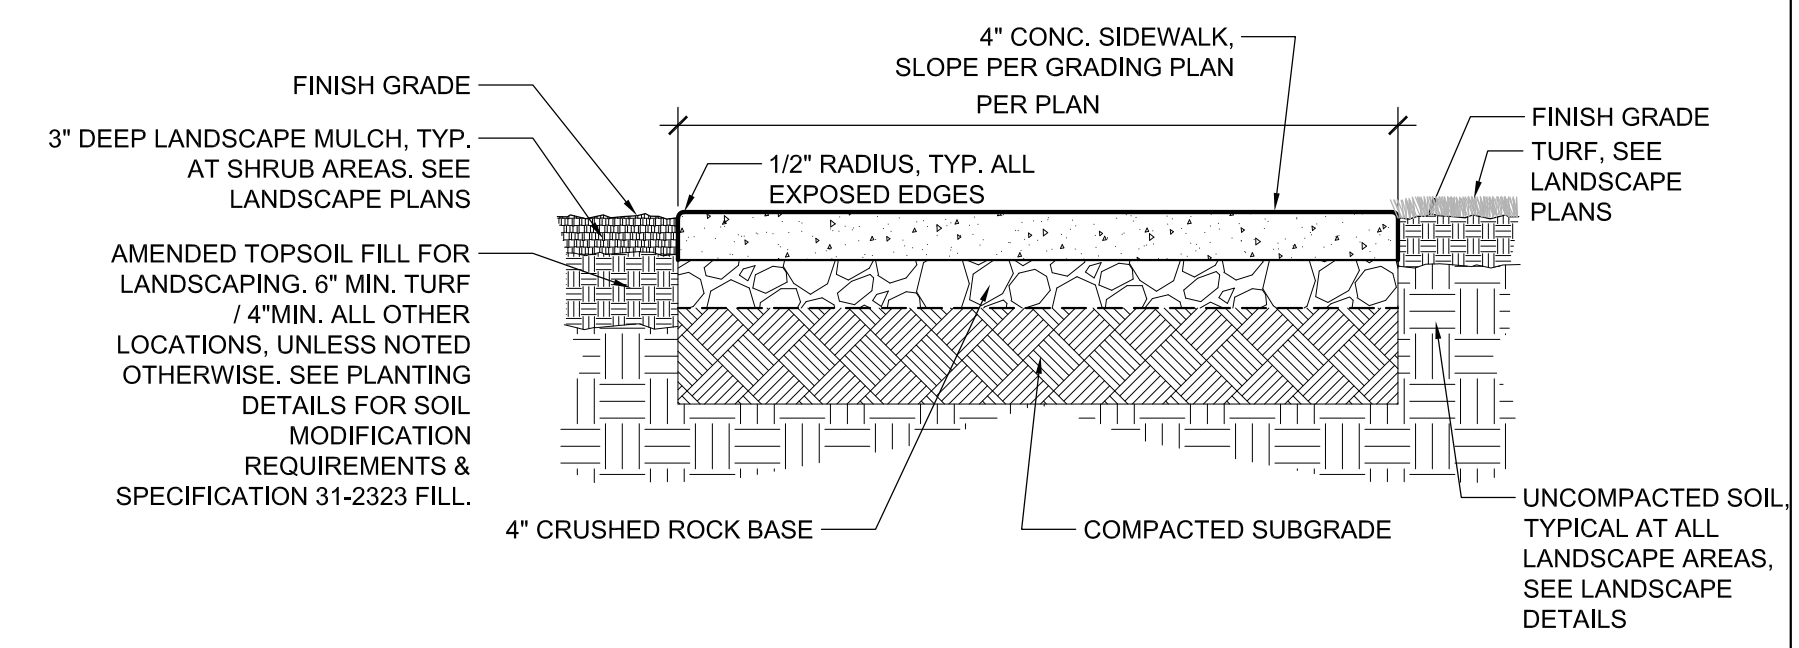 FINISH GRADE
3" DEEP LANDSCAPE MULCH, TYP.
AT SHRUB AREAS. SEE
LANDSCAPE PLANS
AMENDED TOPSOIL FILL FOR
LANDSCAPING. 6" MIN. TURF
/ 4"MIN. ALL OTHER
LOCATIONS, UNLESS NOTED
OTHERWISE. SEE PLANTING
DETAILS FOR SOIL
MODIFICATION
REQUIREMENTS &
SPECIFICATION 31-2323 FILL.
4" CONC. SIDEWALK,
SLOPE PER GRADING PLAN
PER PLAN
1/2" RADIUS, TYP. ALL
EXPOSED EDGES
FINISH GRADE
TURF, SEE
LANDSCAPE
PLANS
4" CRUSHED ROCK BASE
COMPACTED SUBGRADE
UNCOMPACTED SOIL,
TYPICAL AT ALL
LANDSCAPE AREAS,
SEE LANDSCAPE
DETAILS